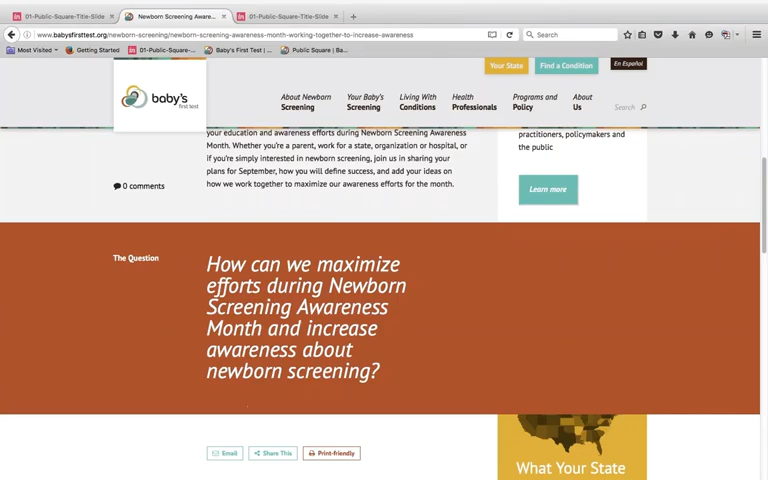 01-Public-Square-Title-Slide
Newborn Screening Aware...
01-Public-Square-Title-Slide
www.babysfirsttest.org/newborn-screening/newborn-screening-awareness-month-working-together-to-increase-awareness
Search
Most Visited
Getting Started
01-Public-Square-...
Baby's First Test | ...
Public Square | Ba...
Your State
Find a Condition
En Español
baby's
first test
About Newborn
Screening
Your Baby's
Screening
Living With
Conditions
Health
Professionals
Programs and
Policy
About
Us
Search
your education and awareness efforts during Newborn Screening Awareness
Month. Whether you're a parent, work for a state, organization or hospital, or
if you're simply interested in newborn screening, join us in sharing your
plans for September, how you will define success, and add your ideas on
how we work together to maximize our awareness efforts for the month.
0 comments
practitioners, policymakers and
the public
Learn more
The Question
How can we maximize
efforts during Newborn
Screening Awareness
Month and increase
awareness about
newborn screening?
Email
Share This
Print-friendly
What Your State